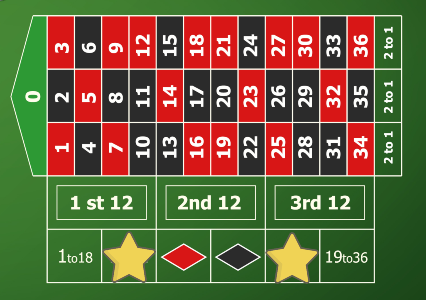 3 6 9 12 15 18 21 24 27 30 33 36 2 to 1
0 2 5 8 11 14 17 20 23 26 29 32 35 2 to 1
1 4 7 10 13 16 19 22 25 28 31 34 2 to 1
1 st 12 2nd 12 3rd 12
1to18 19to36